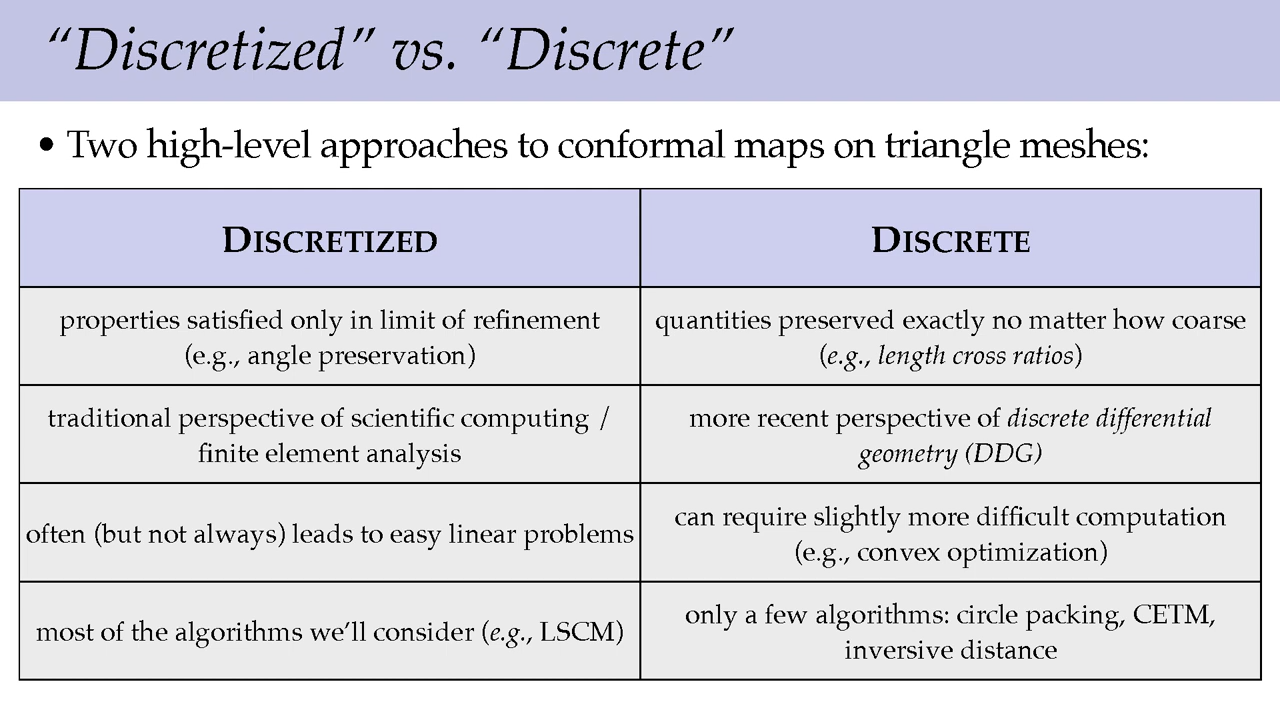 “Discretized” vs. “Discrete”
• Two high-level approaches to conformal maps on triangle meshes:
DISCRETIZED
DISCRETE
properties satisfied only in limit of refinement
(e.g., angle preservation)
quantities preserved exactly no matter how coarse
(e.g., length cross ratios)
traditional perspective of scientific computing /
finite element analysis
more recent perspective of discrete differential
geometry (DDG)
often (but not always) leads to easy linear problems
can require slightly more difficult computation
(e.g., convex optimization)
most of the algorithms we’ll consider (e.g., LSCM)
only a few algorithms: circle packing, CETM,
inversive distance